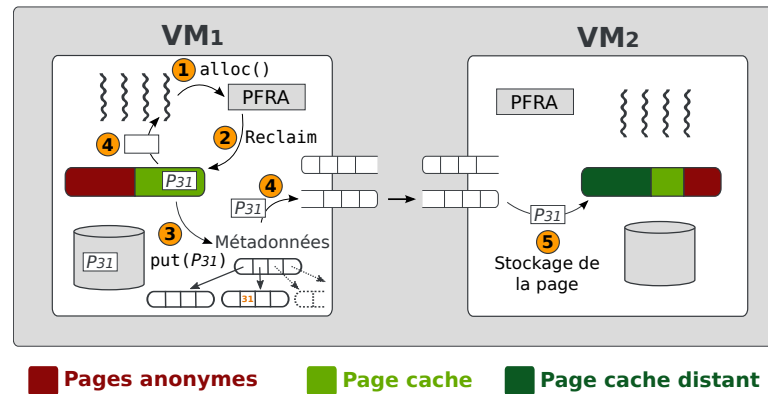 VM1
VM2
1 alloc()
PFRA
2 Reclaim
4
P31
3
put(P31)
P31
4
P31
Métadonnées
31
PFRA
P31
5
Stockage de
la page
Pages anonymes
Page cache
Page cache distant